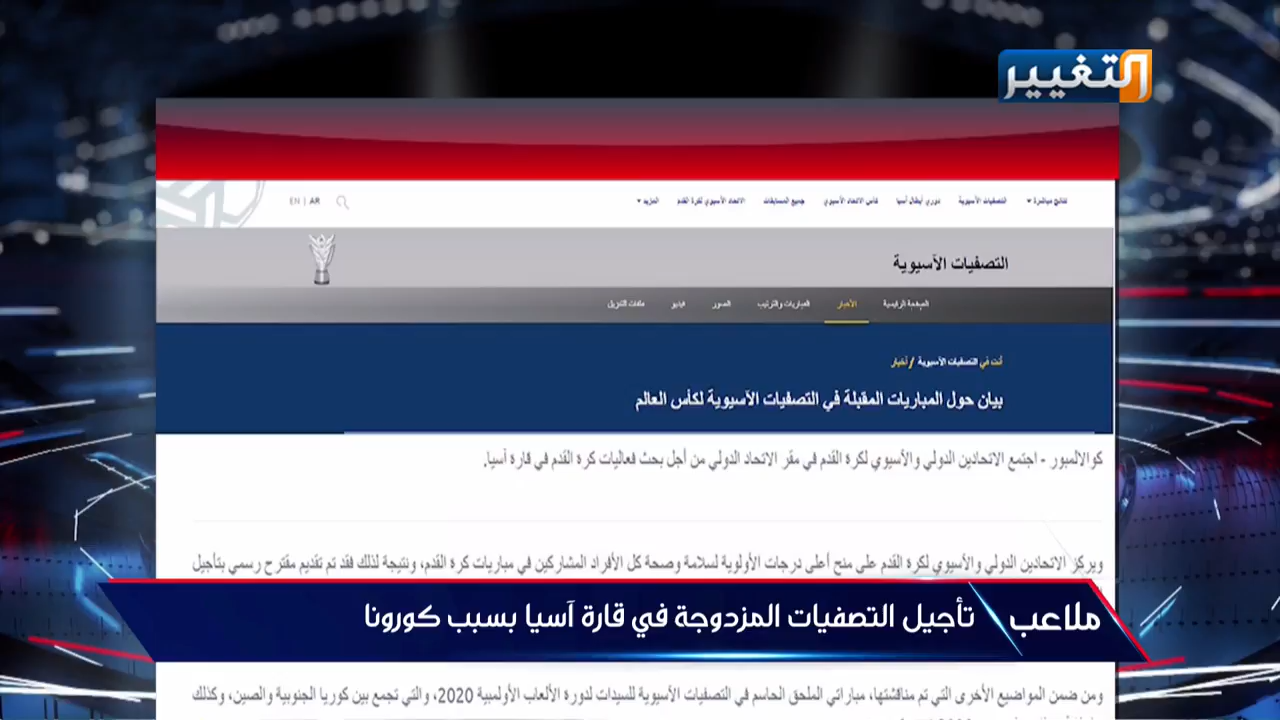 التغيير
EN | AR
نتائج مباشرة التصفيات الآسيوية دوري أبطال آسيا كأس الاتحاد الآسيوي جميع المسابقات الاتحاد الآسيوي لكرة القدم المزيد
التصفيات الآسيوية
الصفحة الرئيسية الأخبار المباريات والترتيب الصور فيديو ملفات التنزيل
أنت في التصفيات الآسيوية / أخبار
بيان حول المباريات المقبلة في التصفيات الآسيوية لكأس العالم
كوالالمبور - اجتمع الاتحادين الدولي والآسيوي لكرة القدم في مقر الاتحاد الدولي من أجل بحث فعاليات كرة القدم في قارة آسيا.
ويركز الاتحادين الدولي والآسيوي لكرة القدم على منح أعلى درجات الأولوية لسلامة وصحة كل الأفراد المشاركين في مباريات كرة القدم، ونتيجة لذلك فقد تم تقديم مقترح رسمي بتأجيل
ملاعب تأجيل التصفيات المزدوجة في قارة آسيا بسبب كورونا
ومن ضمن المواضيع الأخرى التي تم مناقشتها، مباراتي الملحق الحاسم في التصفيات الآسيوية للسيدات لدورة الألعاب الأولمبية 2020، والتي تجمع بين كوريا الجنوبية والصين، وكذلك